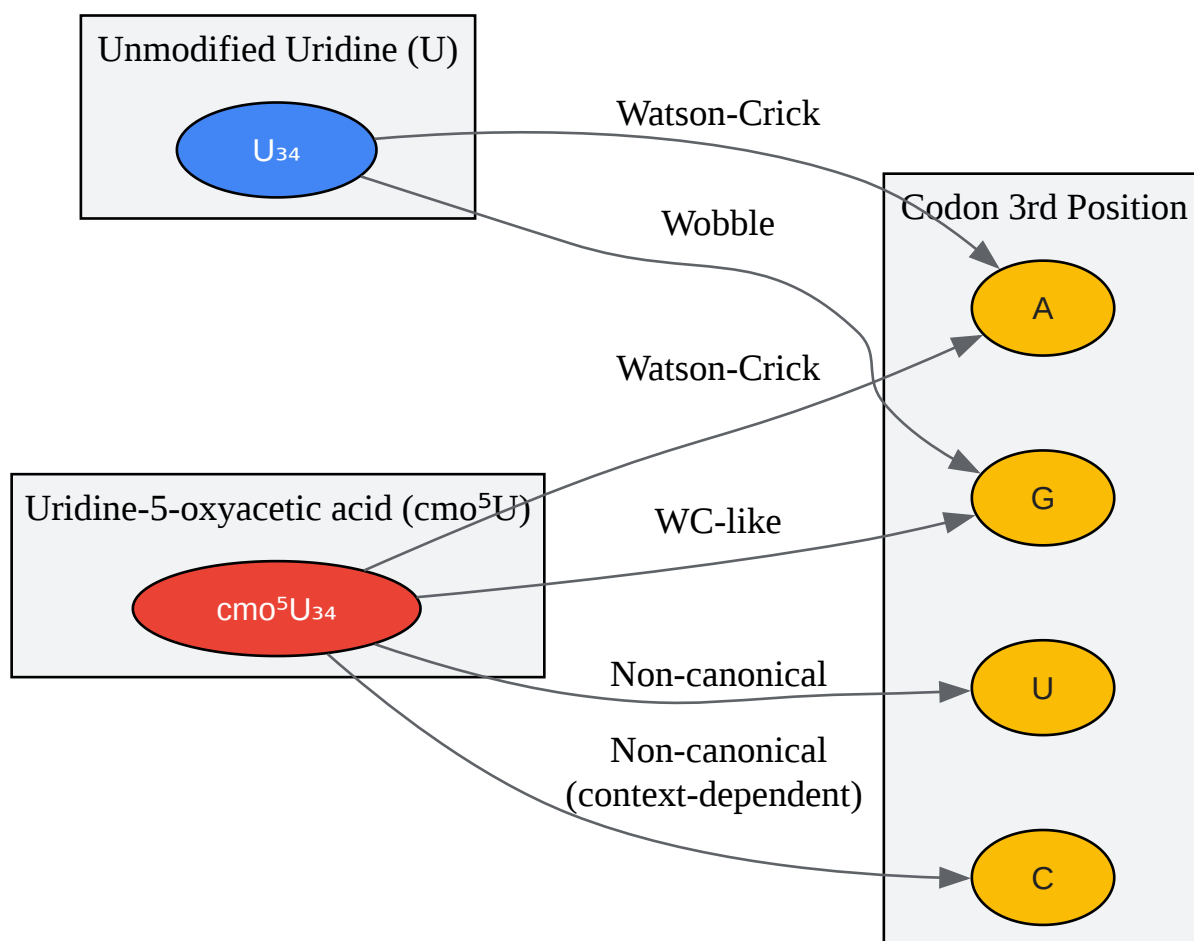 Unmodified Uridine (U)
U₃₄
Watson-Crick
Wobble
Codon 3rd Position
A
Watson-Crick
G
Uridine-5-oxyacetic acid (cmo⁵U)
cmo⁵U₃₄
WC-like
Non-canonical
U
Non-canonical
(context-dependent)
C